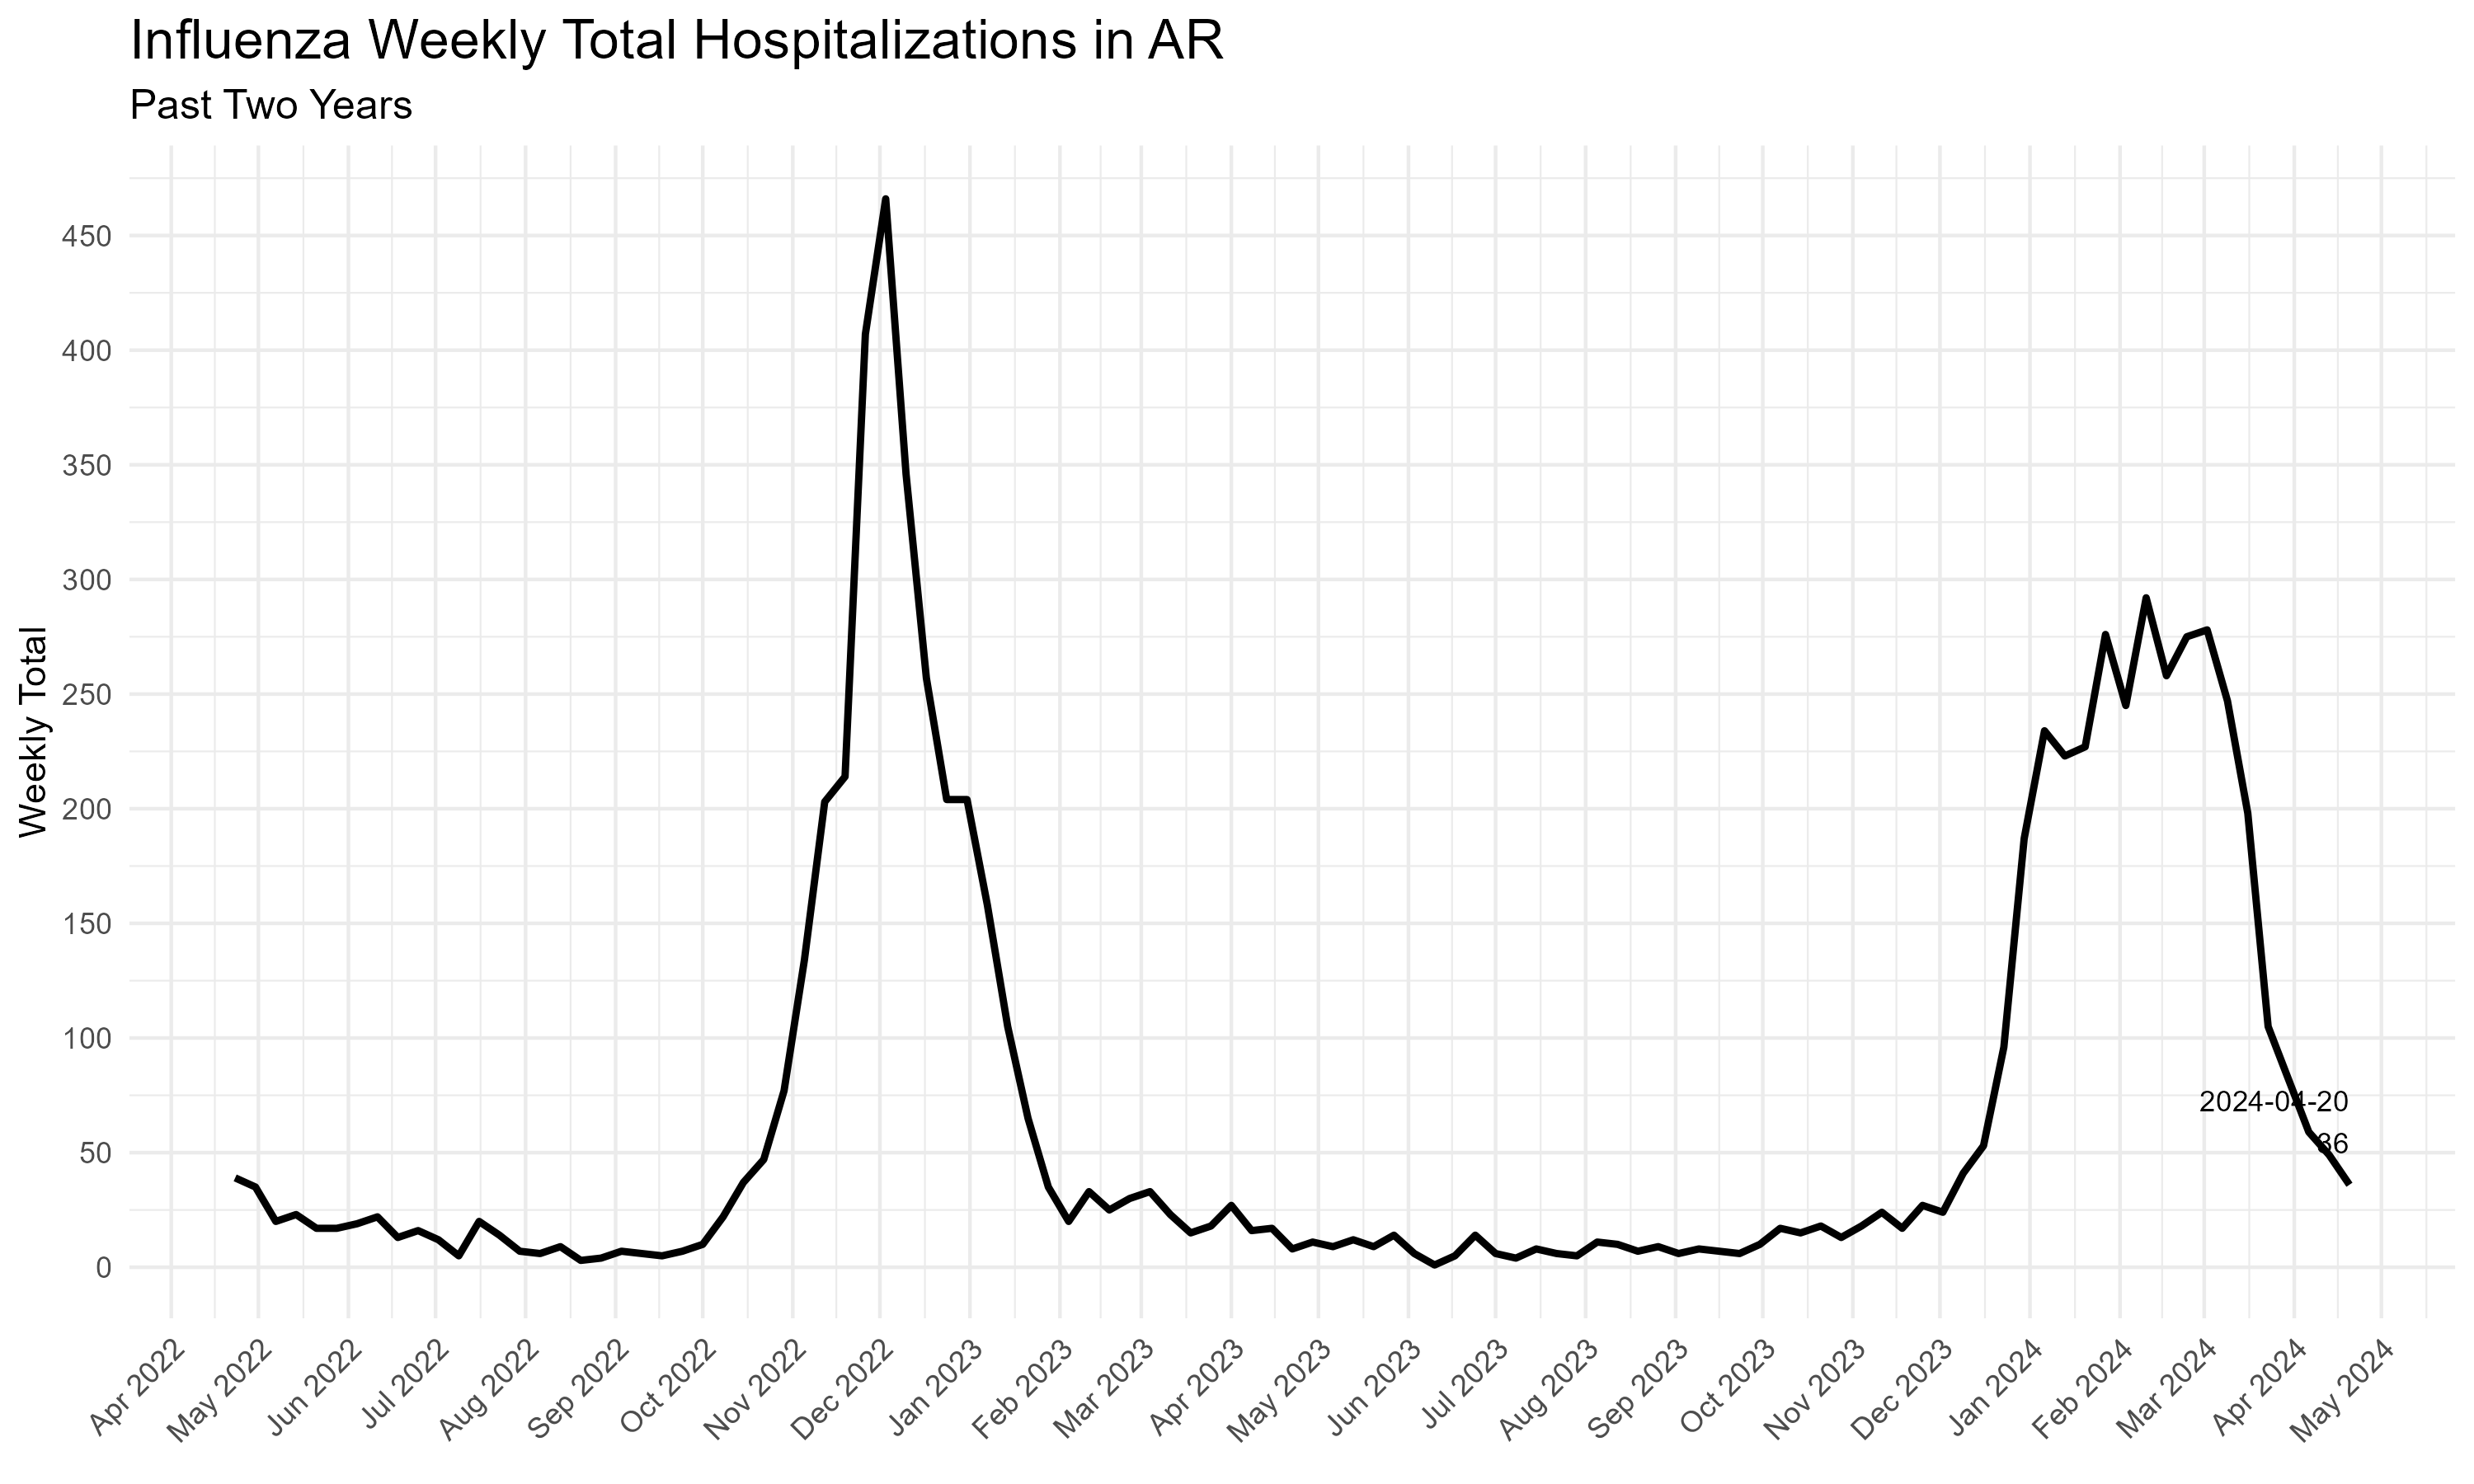 Influenza Weekly Total Hospitalizations in AR
Past Two Years
Weekly Total
450
400
350
300
250
200
150
100
50
0
2024-04-20
36
Apr 2022
May 2022
Jun 2022
Jul 2022
Aug 2022
Sep 2022
Oct 2022
Nov 2022
Dec 2022
Jan 2023
Feb 2023
Mar 2023
Apr 2023
May 2023
Jun 2023
Jul 2023
Aug 2023
Sep 2023
Oct 2023
Nov 2023
Dec 2023
Jan 2024
Feb 2024
Mar 2024
Apr 2024
May 2024